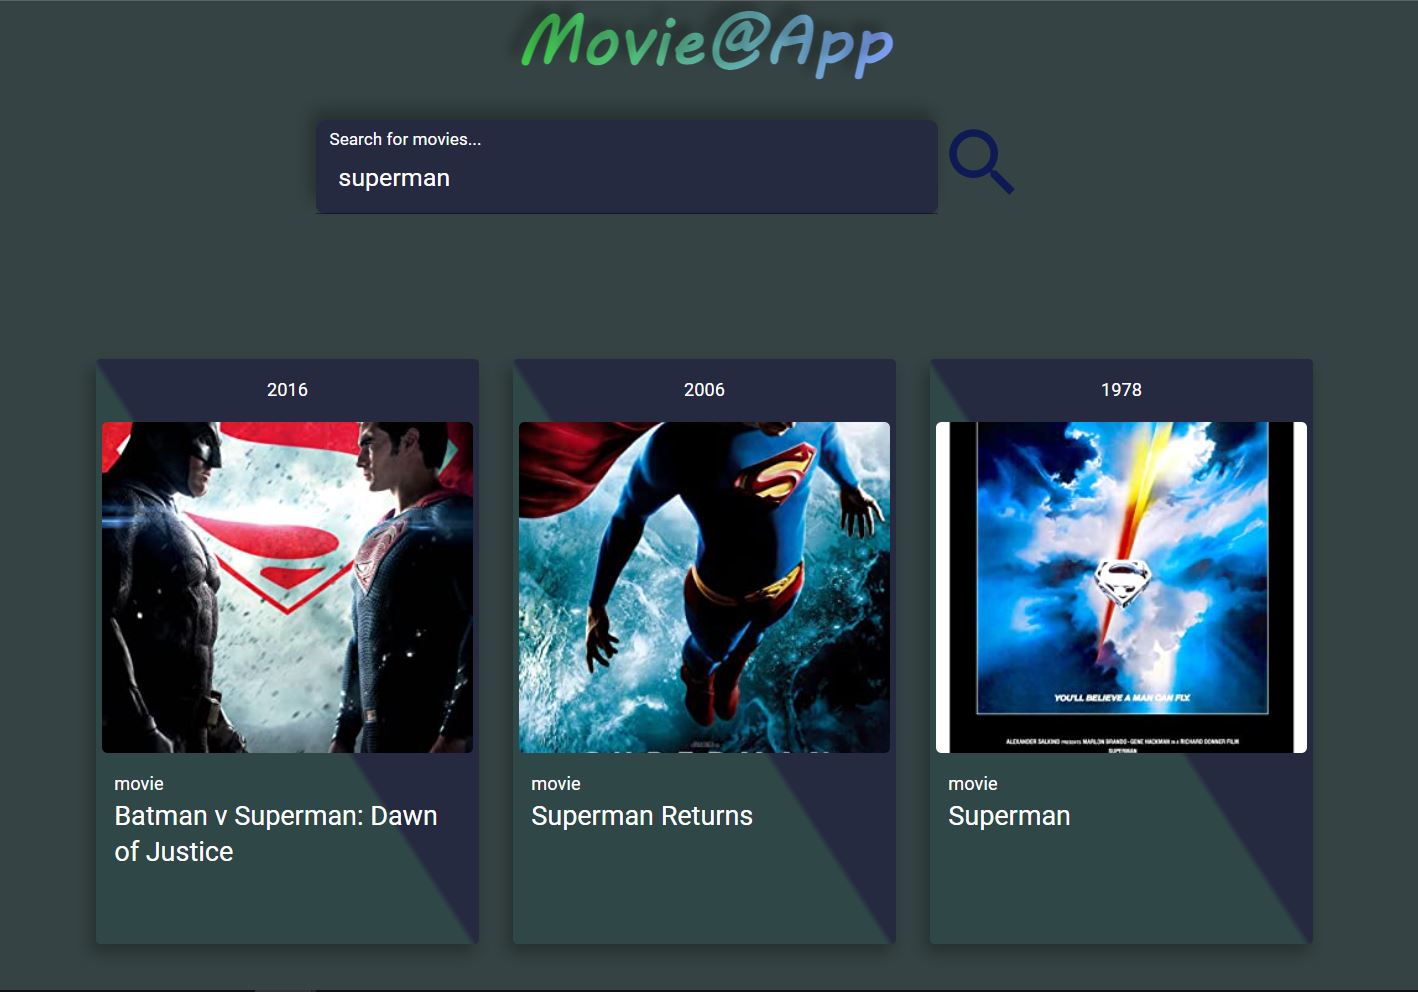 Movie@App
Search for movies...
superman
2016
2006
1978
YOU'LL BELIEVE A MAN CAN FLY.
ALEXANDER SALKIND PRESENTS MARLON BRANDO · GENE HACKMAN IN A RICHARD DONNER FILM
SUPERMAN
movie
Batman v Superman: Dawn
of Justice
movie
Superman Returns
movie
Superman